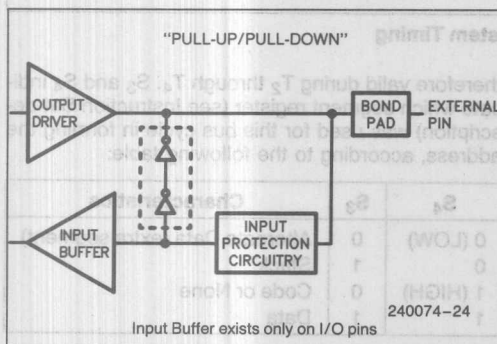 "PULL-UP/PULL-DOWN"
OUTPUT
DRIVER
BOND
PAD
EXTERNAL
PIN
INPUT
BUFFER
INPUT
PROTECTION
CIRCUITRY
240074–24
Input Buffer exists only on I/O pins